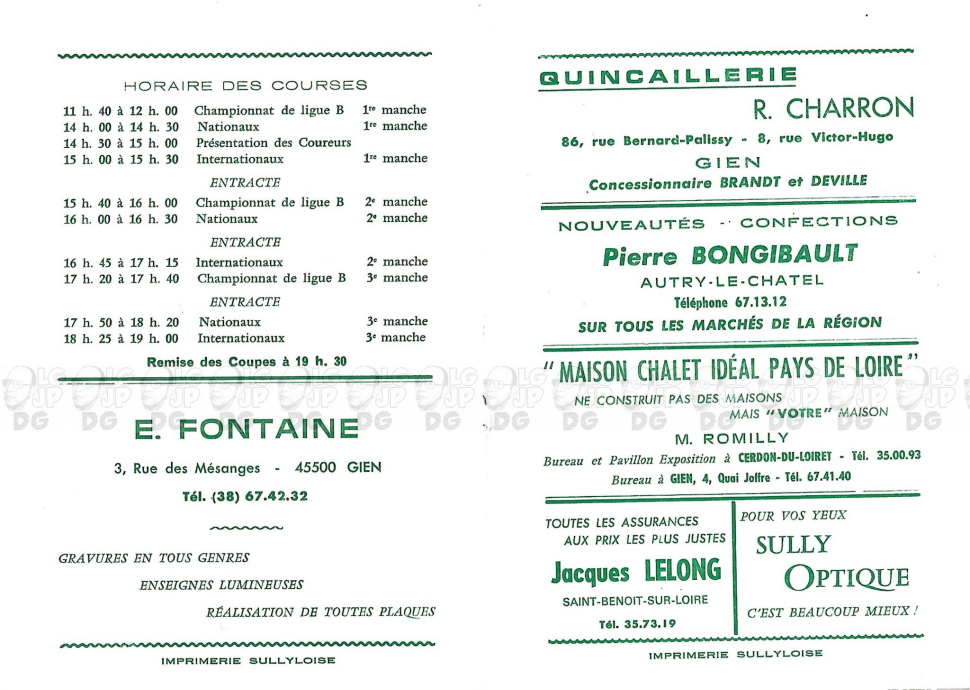 HORAIRE DES COURSES
11 h. 40 à 12 h. 00 Championnat de ligue B 1re manche
14 h. 00 à 14 h. 30 Nationaux 1re manche
14 h. 30 à 15 h. 00 Présentation des Coureurs
15 h. 00 à 15 h. 30 Internationaux 1re manche
ENTRACTE
15 h. 40 à 16 h. 00 Championnat de ligue B 2e manche
16 h. 00 à 16 h. 30 Nationaux 2e manche
ENTRACTE
16 h. 45 à 17 h. 15 Internationaux 2e manche
17 h. 20 à 17 h. 40 Championnat de ligue B 3e manche
ENTRACTE
17 h. 50 à 18 h. 20 Nationaux 3e manche
18 h. 25 à 19 h. 00 Internationaux 3e manche
Remise des Coupes à 19 h. 30
E. FONTAINE
3, Rue des Mésanges - 45500 GIEN
Tél. (38) 67.42.32
GRAVURES EN TOUS GENRES
ENSEIGNES LUMINEUSES
RÉALISATION DE TOUTES PLAQUES
IMPRIMERIE SULLYLOISE
QUINCAILLERIE
R. CHARRON
86, rue Bernard-Palissy - 8, rue Victor-Hugo
GIEN
Concessionnaire BRANDT et DEVILLE
NOUVEAUTÉS - CONFECTIONS
Pierre BONGIBAULT
AUTRY-LE-CHATEL
Téléphone 67.13.12
SUR TOUS LES MARCHÉS DE LA RÉGION
"MAISON CHALET IDÉAL PAYS DE LOIRE"
NE CONSTRUIT PAS DES MAISONS
MAIS "VOTRE" MAISON
M. ROMILLY
Bureau et Pavillon Exposition à CERDON-DU-LOIRET - Tél. 35.00.93
Bureau à GIEN, 4, Quai Joffre - Tél. 67.41.40
TOUTES LES ASSURANCES
AUX PRIX LES PLUS JUSTES
Jacques LELONG
SAINT-BENOIT-SUR-LOIRE
Tél. 35.73.19
POUR VOS YEUX
SULLY
OPTIQUE
C'EST BEAUCOUP MIEUX !
IMPRIMERIE SULLYLOISE